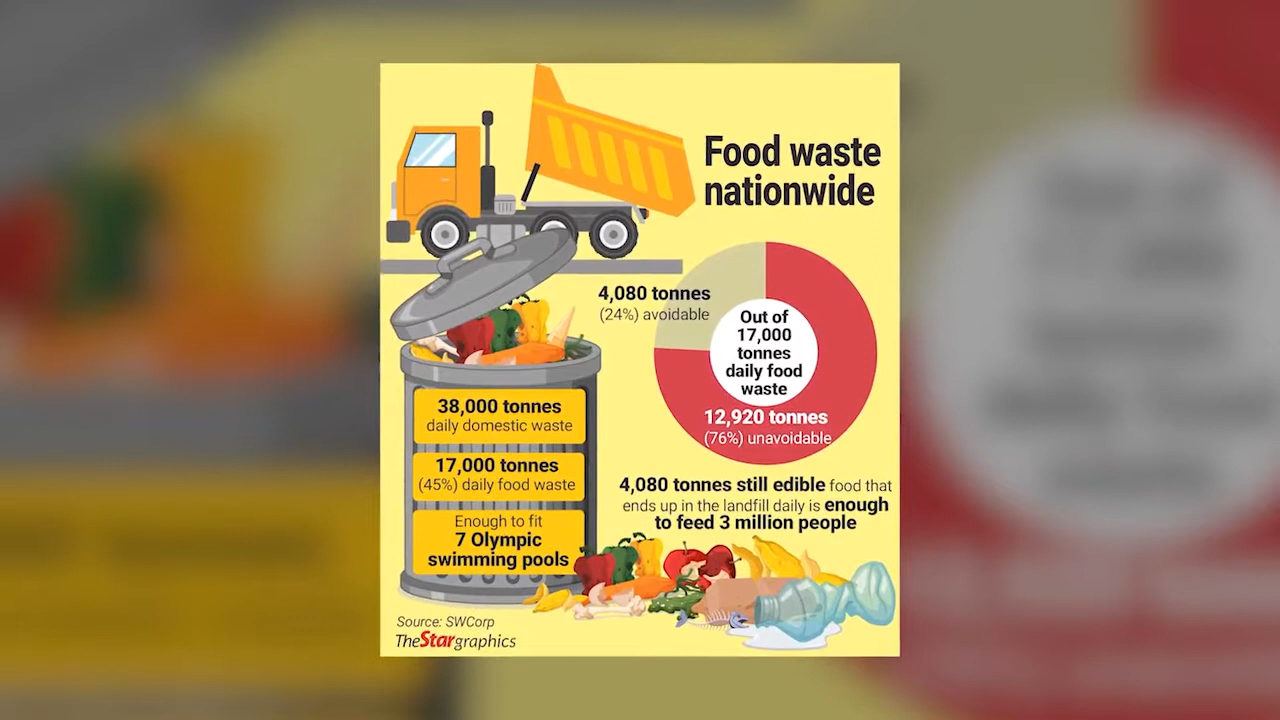 Food waste
nationwide
4,080 tonnes
(24%) avoidable
Out of
17,000
tonnes
daily food
waste
12,920 tonnes
(76%) unavoidable
38,000 tonnes
daily domestic waste
17,000 tonnes
(45%) daily food waste
Enough to fit
7 Olympic
swimming pools
4,080 tonnes still edible food that
ends up in the landfill daily is enough
to feed 3 million people
Source: SWCorp
TheStargraphics